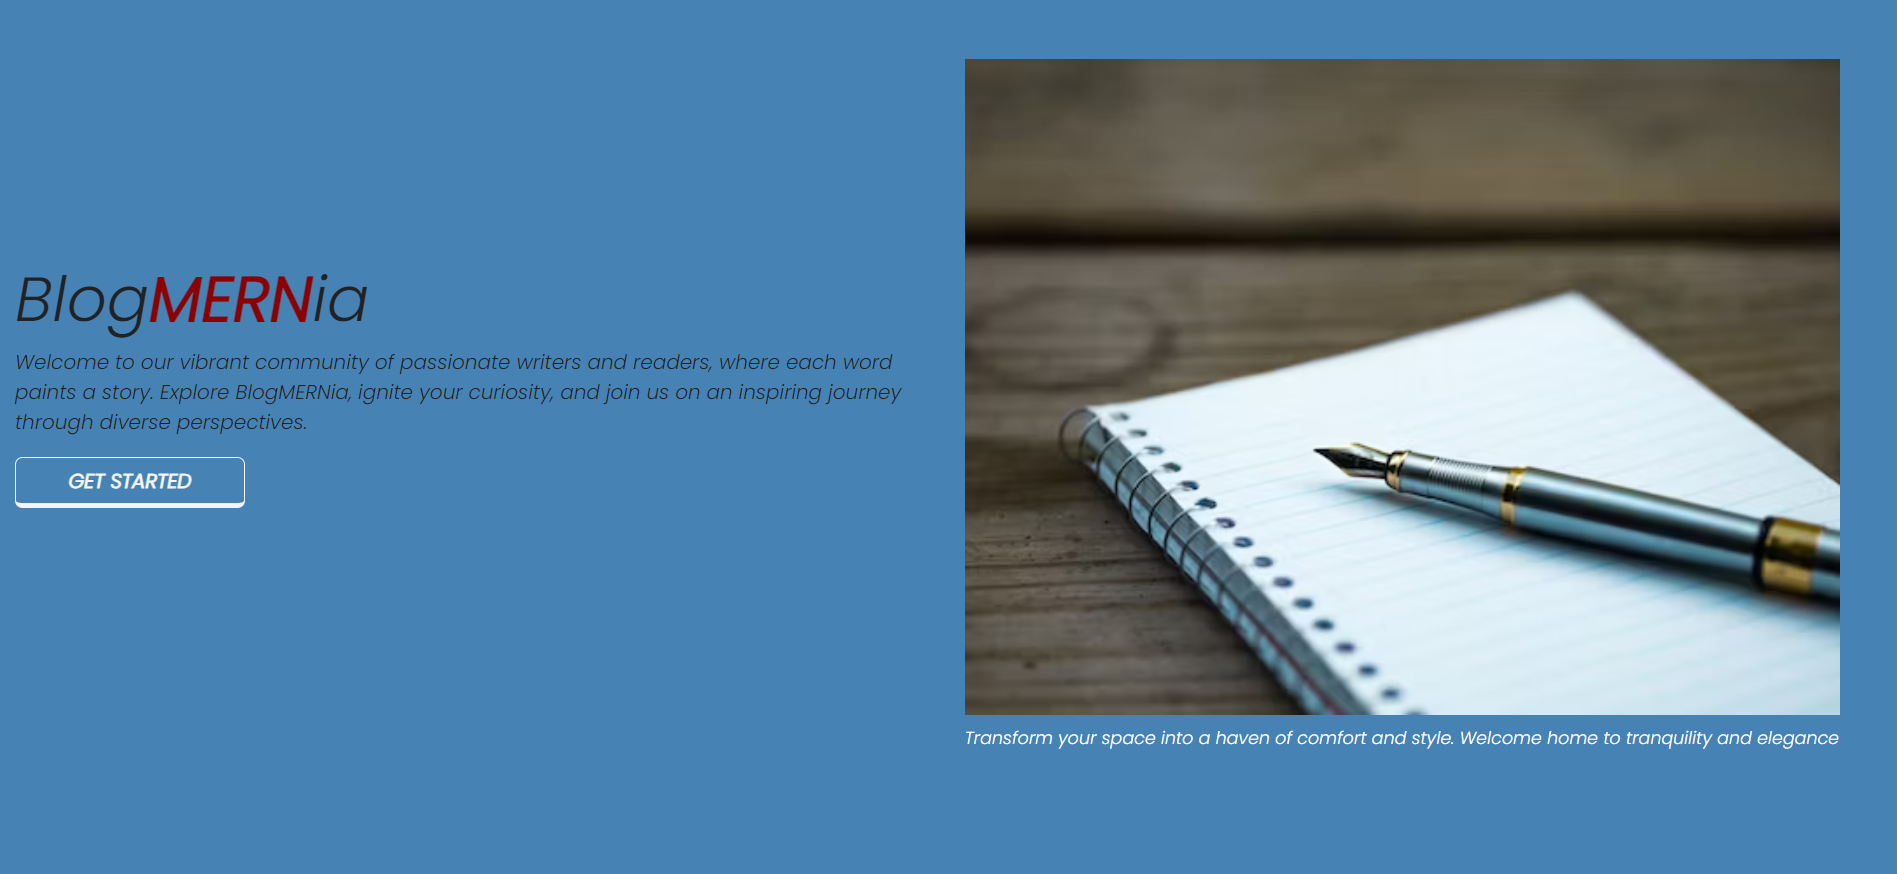 BlogMERNia
Welcome to our vibrant community of passionate writers and readers, where each word
paints a story. Explore BlogMERNia, ignite your curiosity, and join us on an inspiring journey
through diverse perspectives.
GET STARTED
Transform your space into a haven of comfort and style. Welcome home to tranquility and elegance